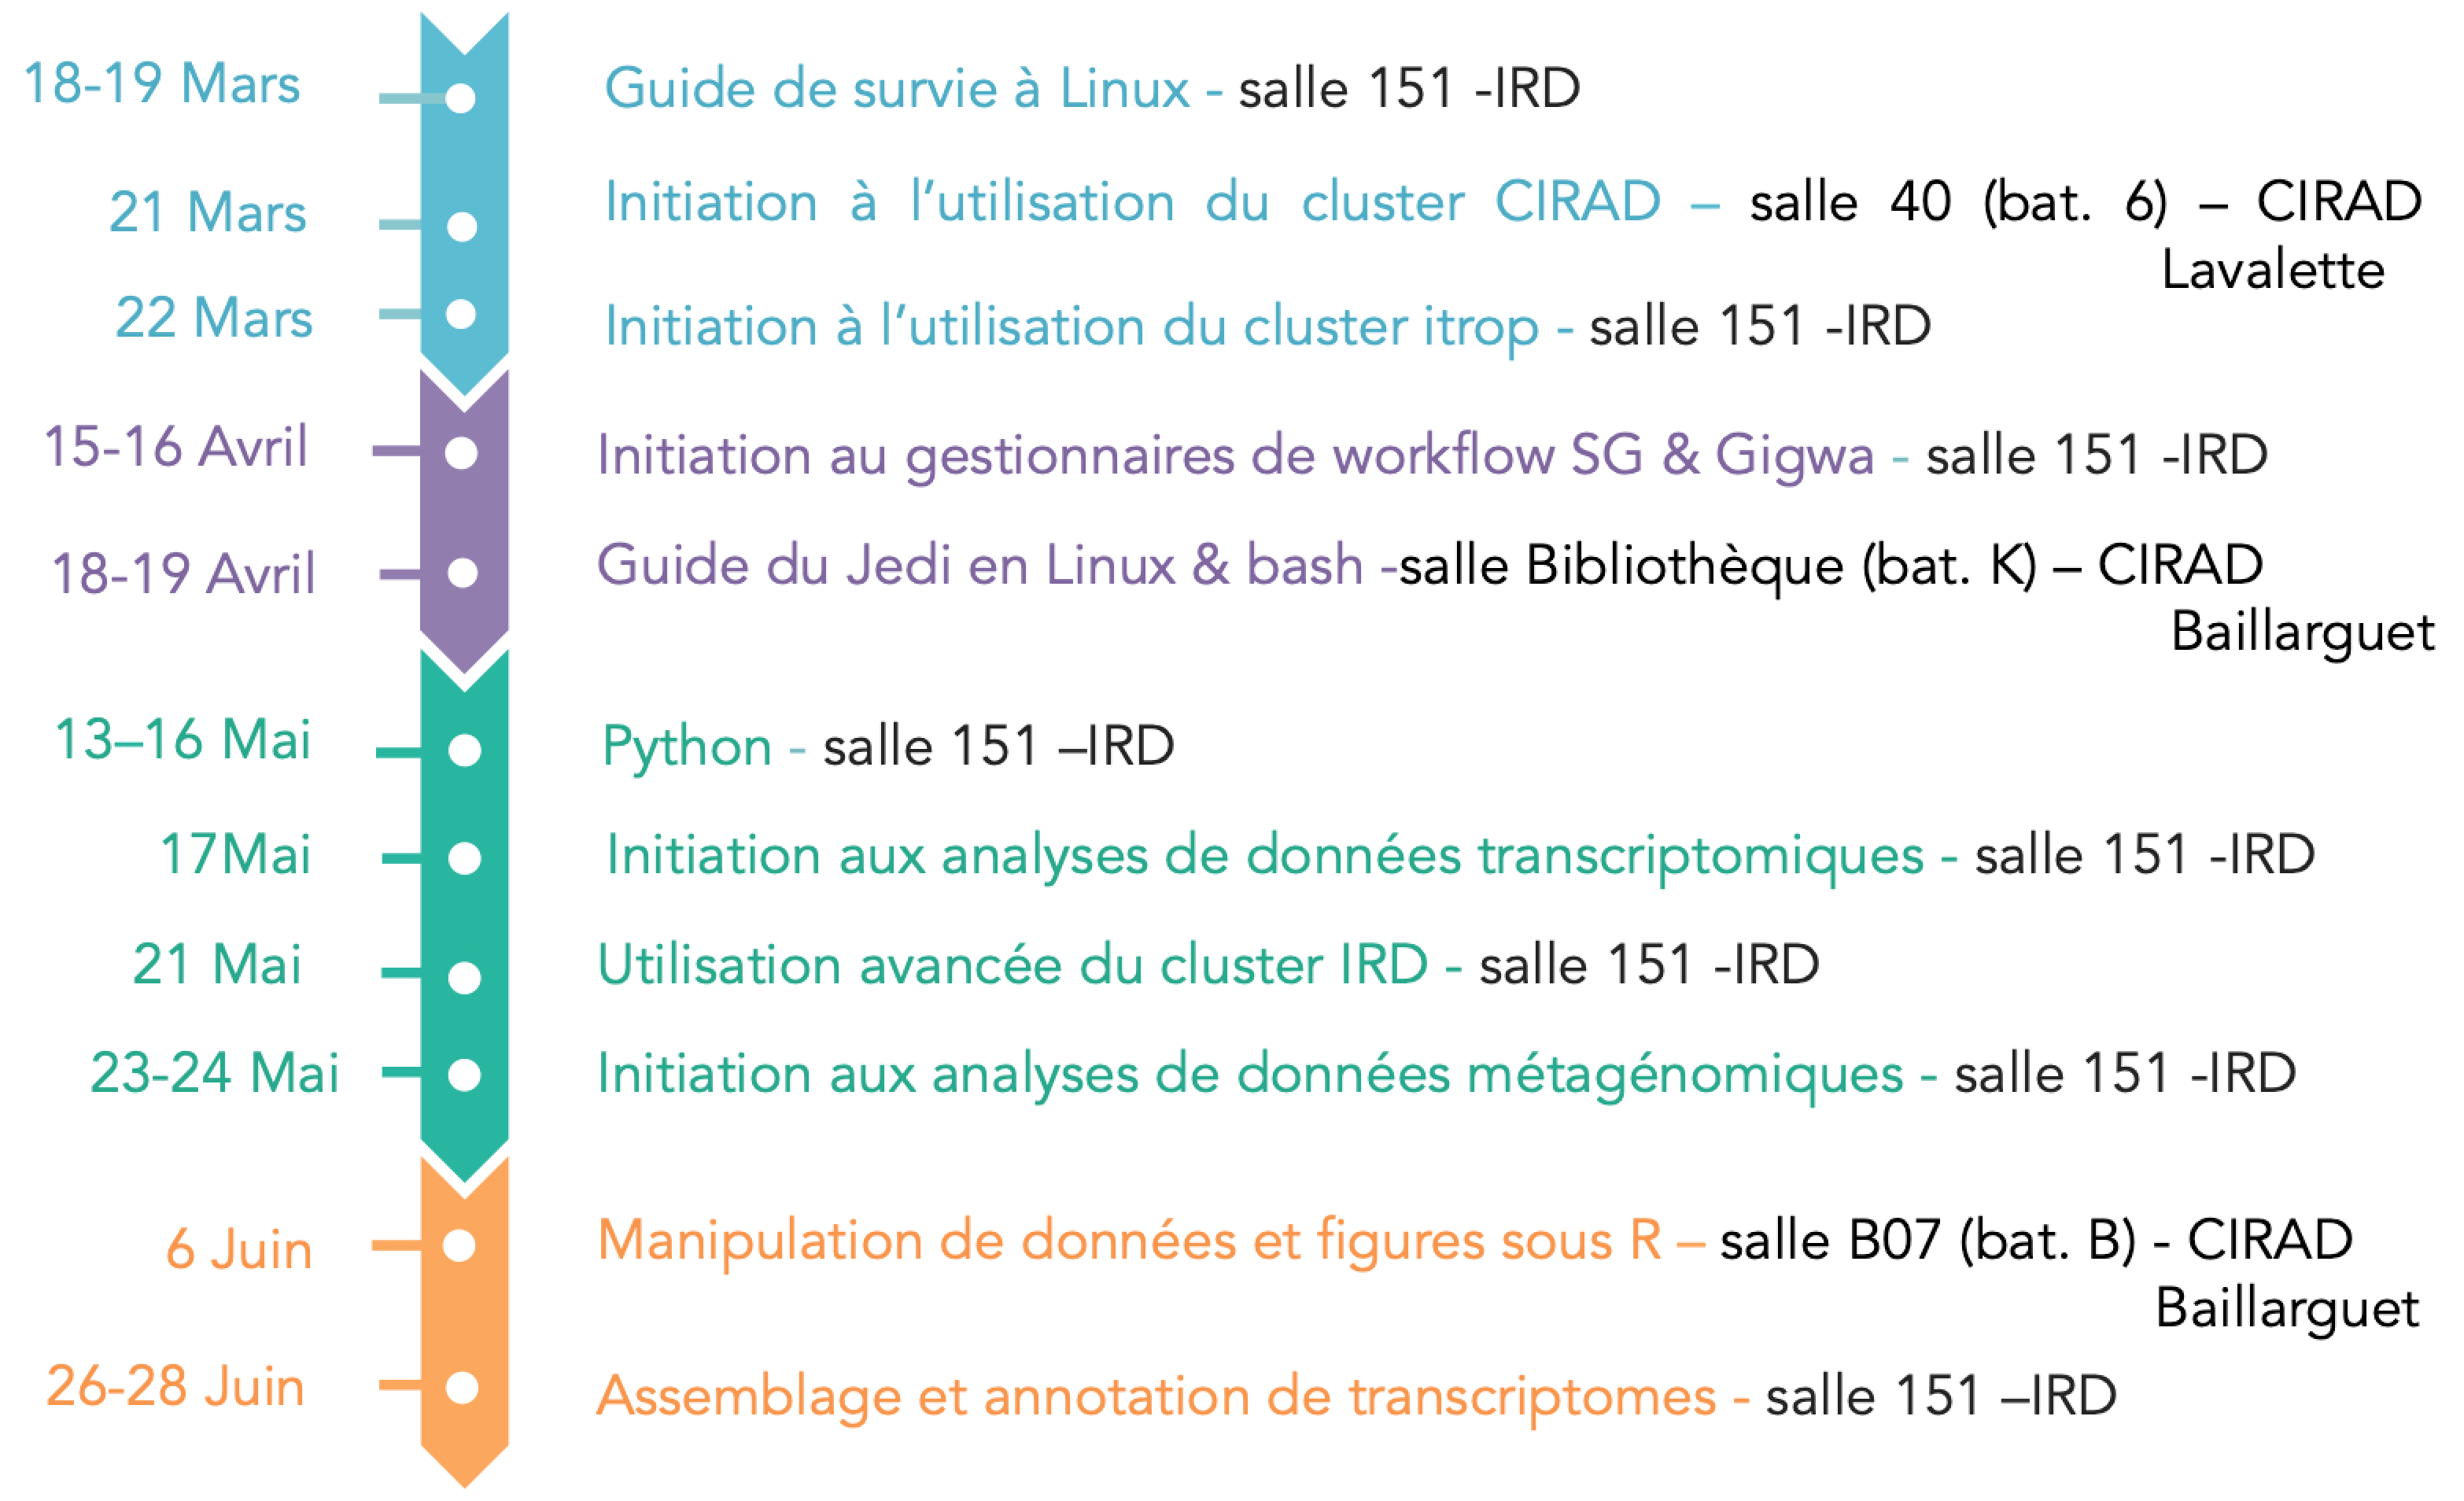 18-19 Mars
Guide de survie à Linux - salle 151 -IRD
21 Mars
Initiation à l'utilisation du cluster CIRAD – salle 40 (bat. 6) – CIRAD
Lavalette
22 Mars
Initiation à l'utilisation du cluster itrop - salle 151 -IRD
15-16 Avril
Initiation au gestionnaires de workflow SG & Gigwa - salle 151 -IRD
18-19 Avril
Guide du Jedi en Linux & bash -salle Bibliothèque (bat. K) – CIRAD
Baillarguet
13–16 Mai
Python - salle 151 –IRD
17Mai
Initiation aux analyses de données transcriptomiques - salle 151 -IRD
21 Mai
Utilisation avancée du cluster IRD - salle 151 -IRD
23-24 Mai
Initiation aux analyses de données métagénomiques - salle 151 -IRD
6 Juin
Manipulation de données et figures sous R – salle B07 (bat. B) - CIRAD
Baillarguet
26-28 Juin
Assemblage et annotation de transcriptomes - salle 151 –IRD